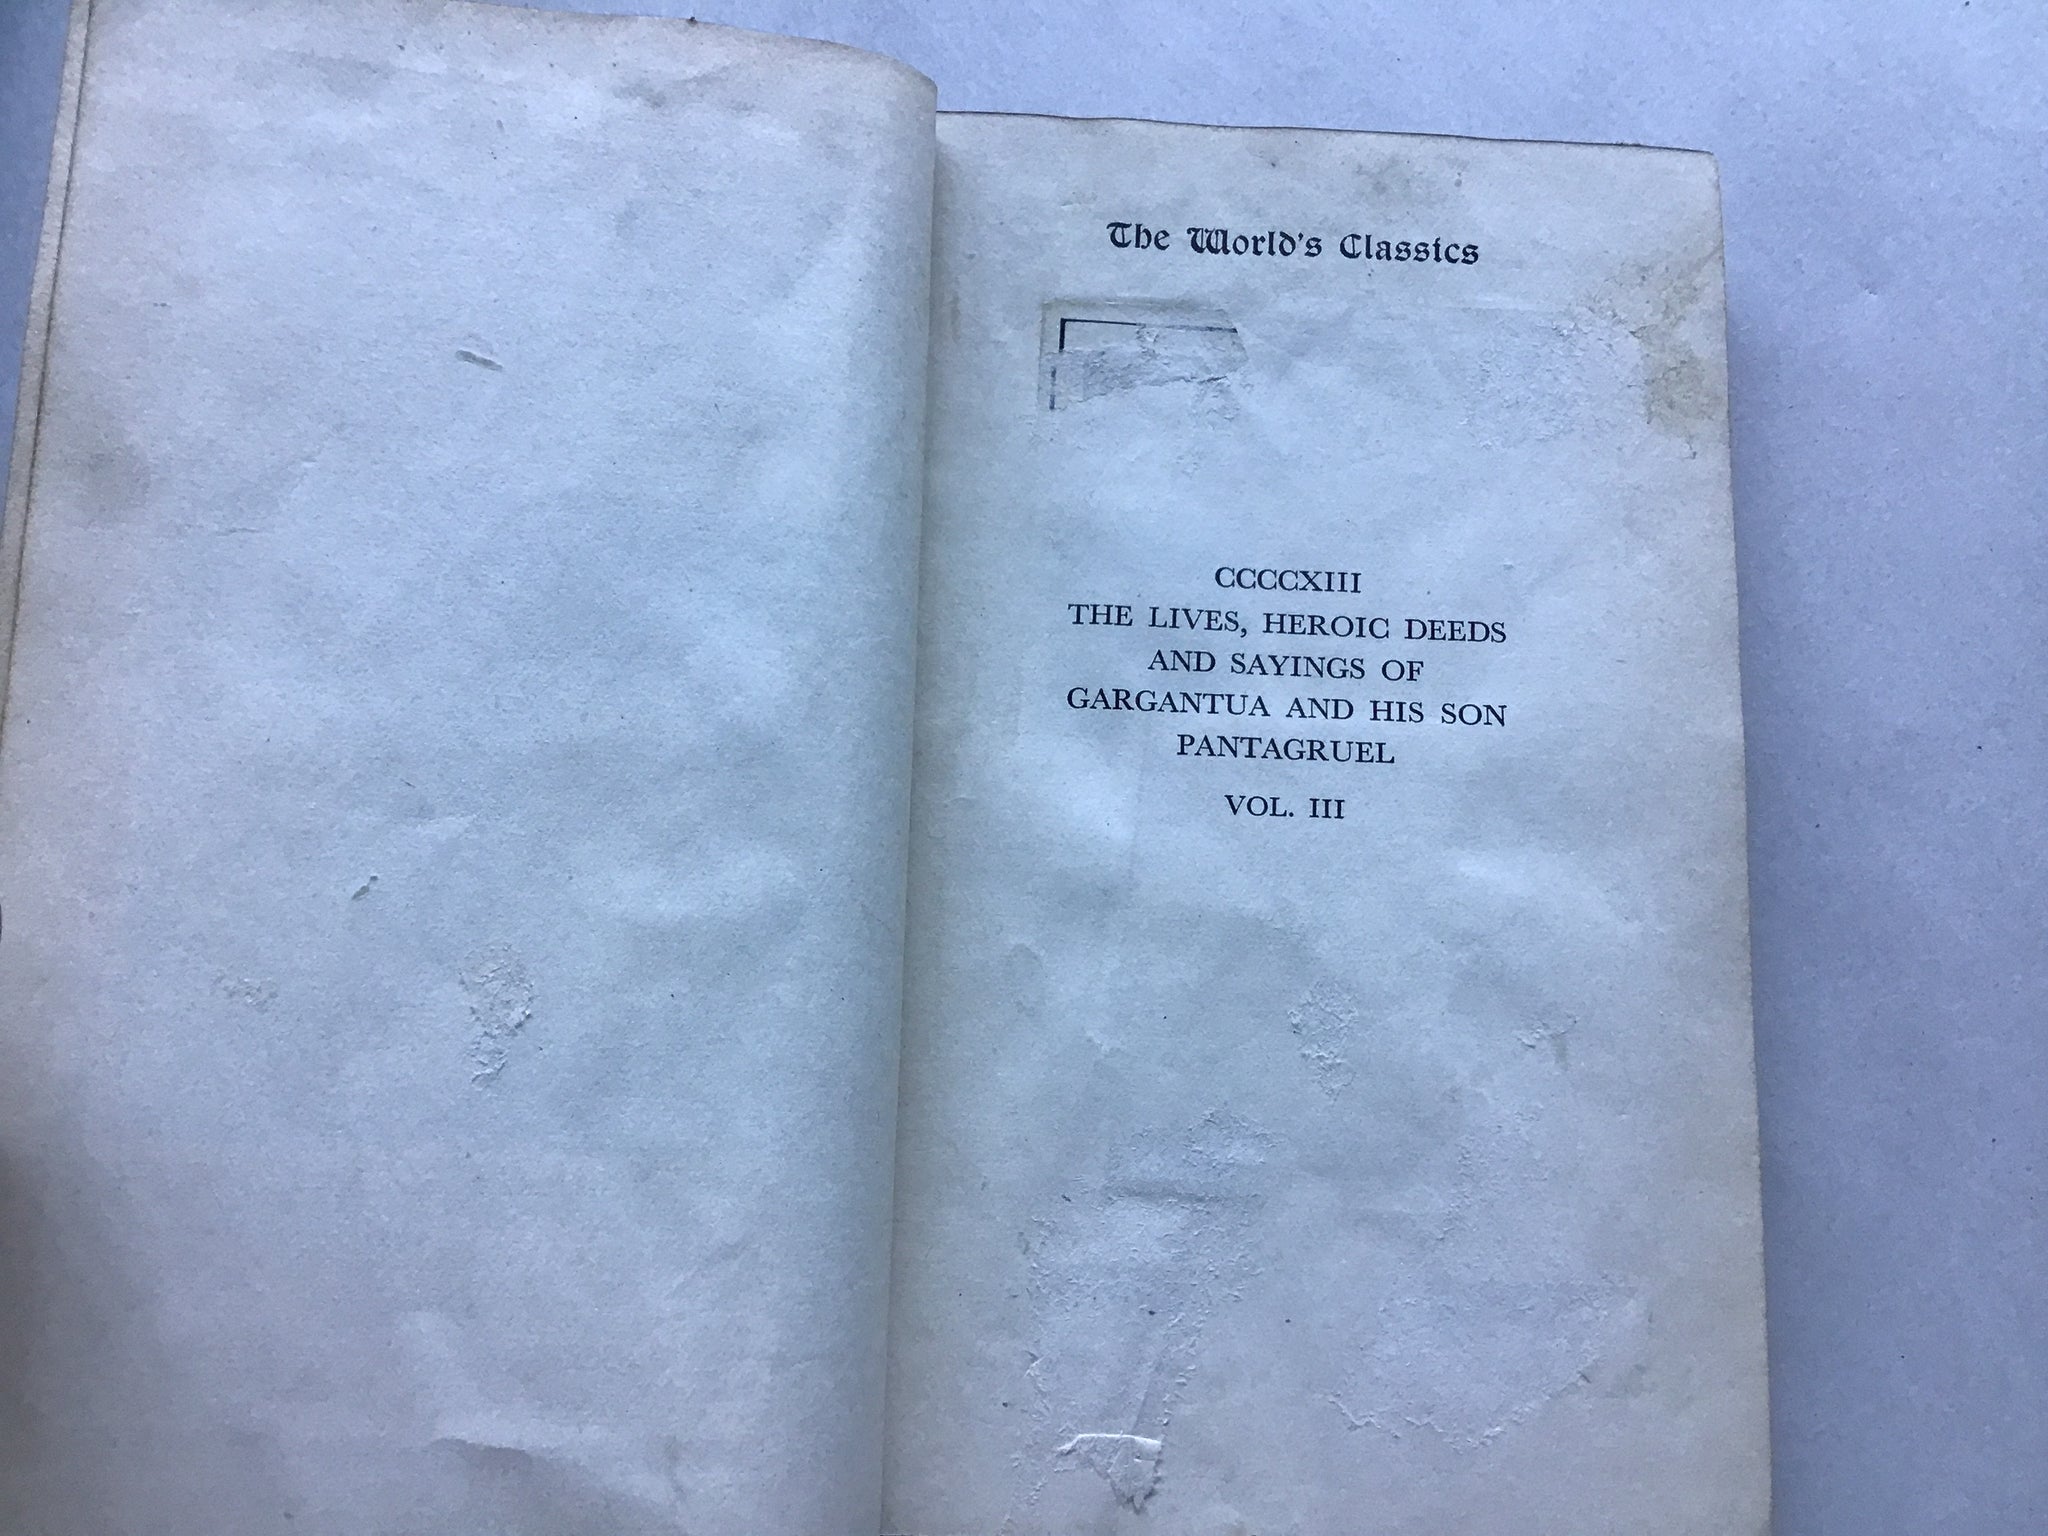 The World's Classics
CCCCXIII
THE LIVES, HEROIC DEEDS
AND SAYINGS OF
GARGANTUA AND HIS SON
PANTAGRUEL
VOL. III